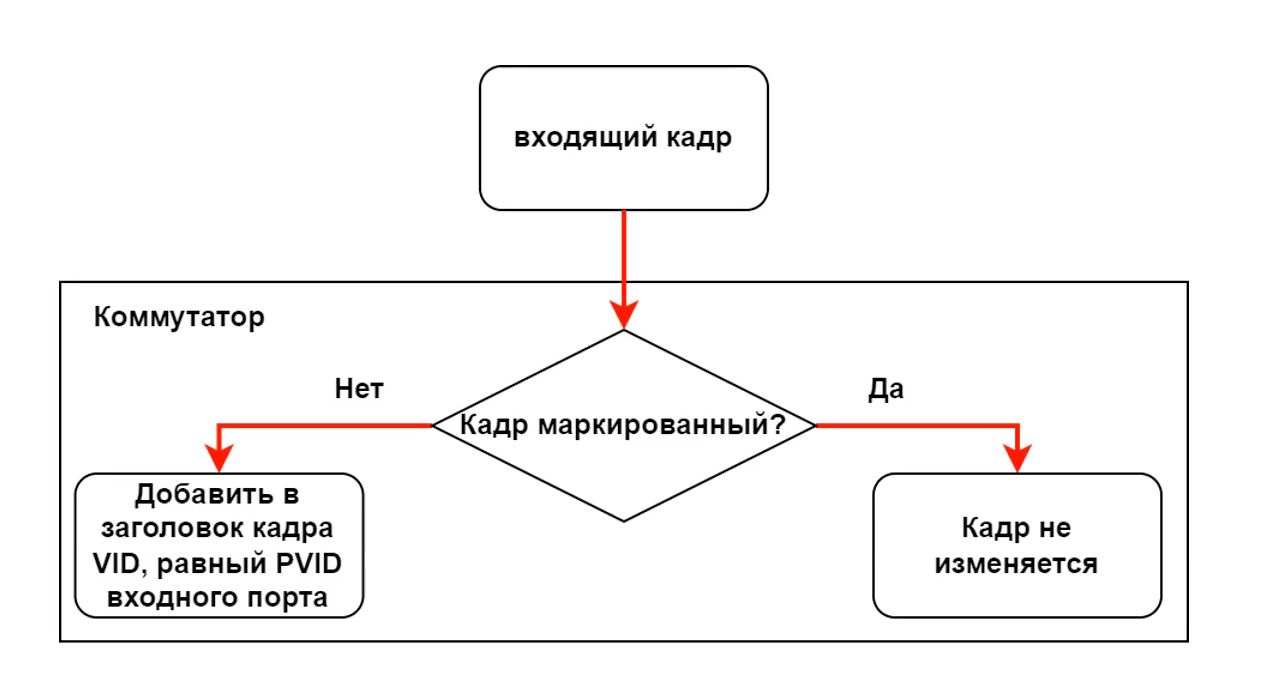 входящий кадр
Коммутатор
Нет
Да
Кадр маркированный?
Добавить в
заголовок кадра
VID, равный PVID
входного порта
Кадр не
изменяется